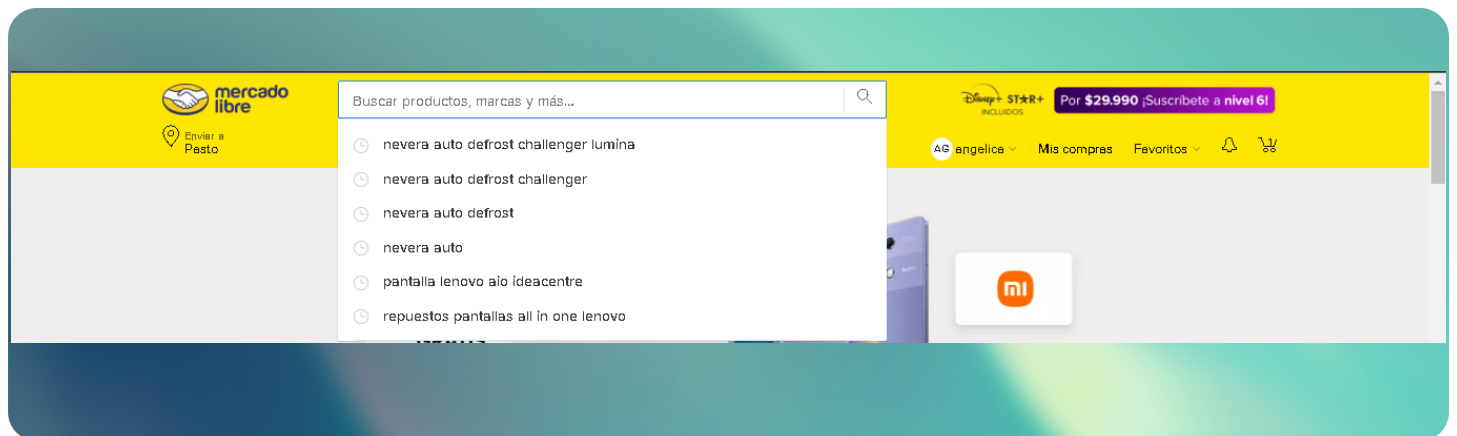 mercado
libre
Buscar productos, marcas y más...
Disney+ ST★R+
INCLUIDOS
Por $29.990 ¡Suscríbete a nivel 6!
Enviar a
Pasto
AG angelica Mis compras Favoritos
nevera auto defrost challenger lumina
nevera auto defrost challenger
nevera auto defrost
nevera auto
pantalla lenovo aio ideacentre
repuestos pantallas all in one lenovo
mi